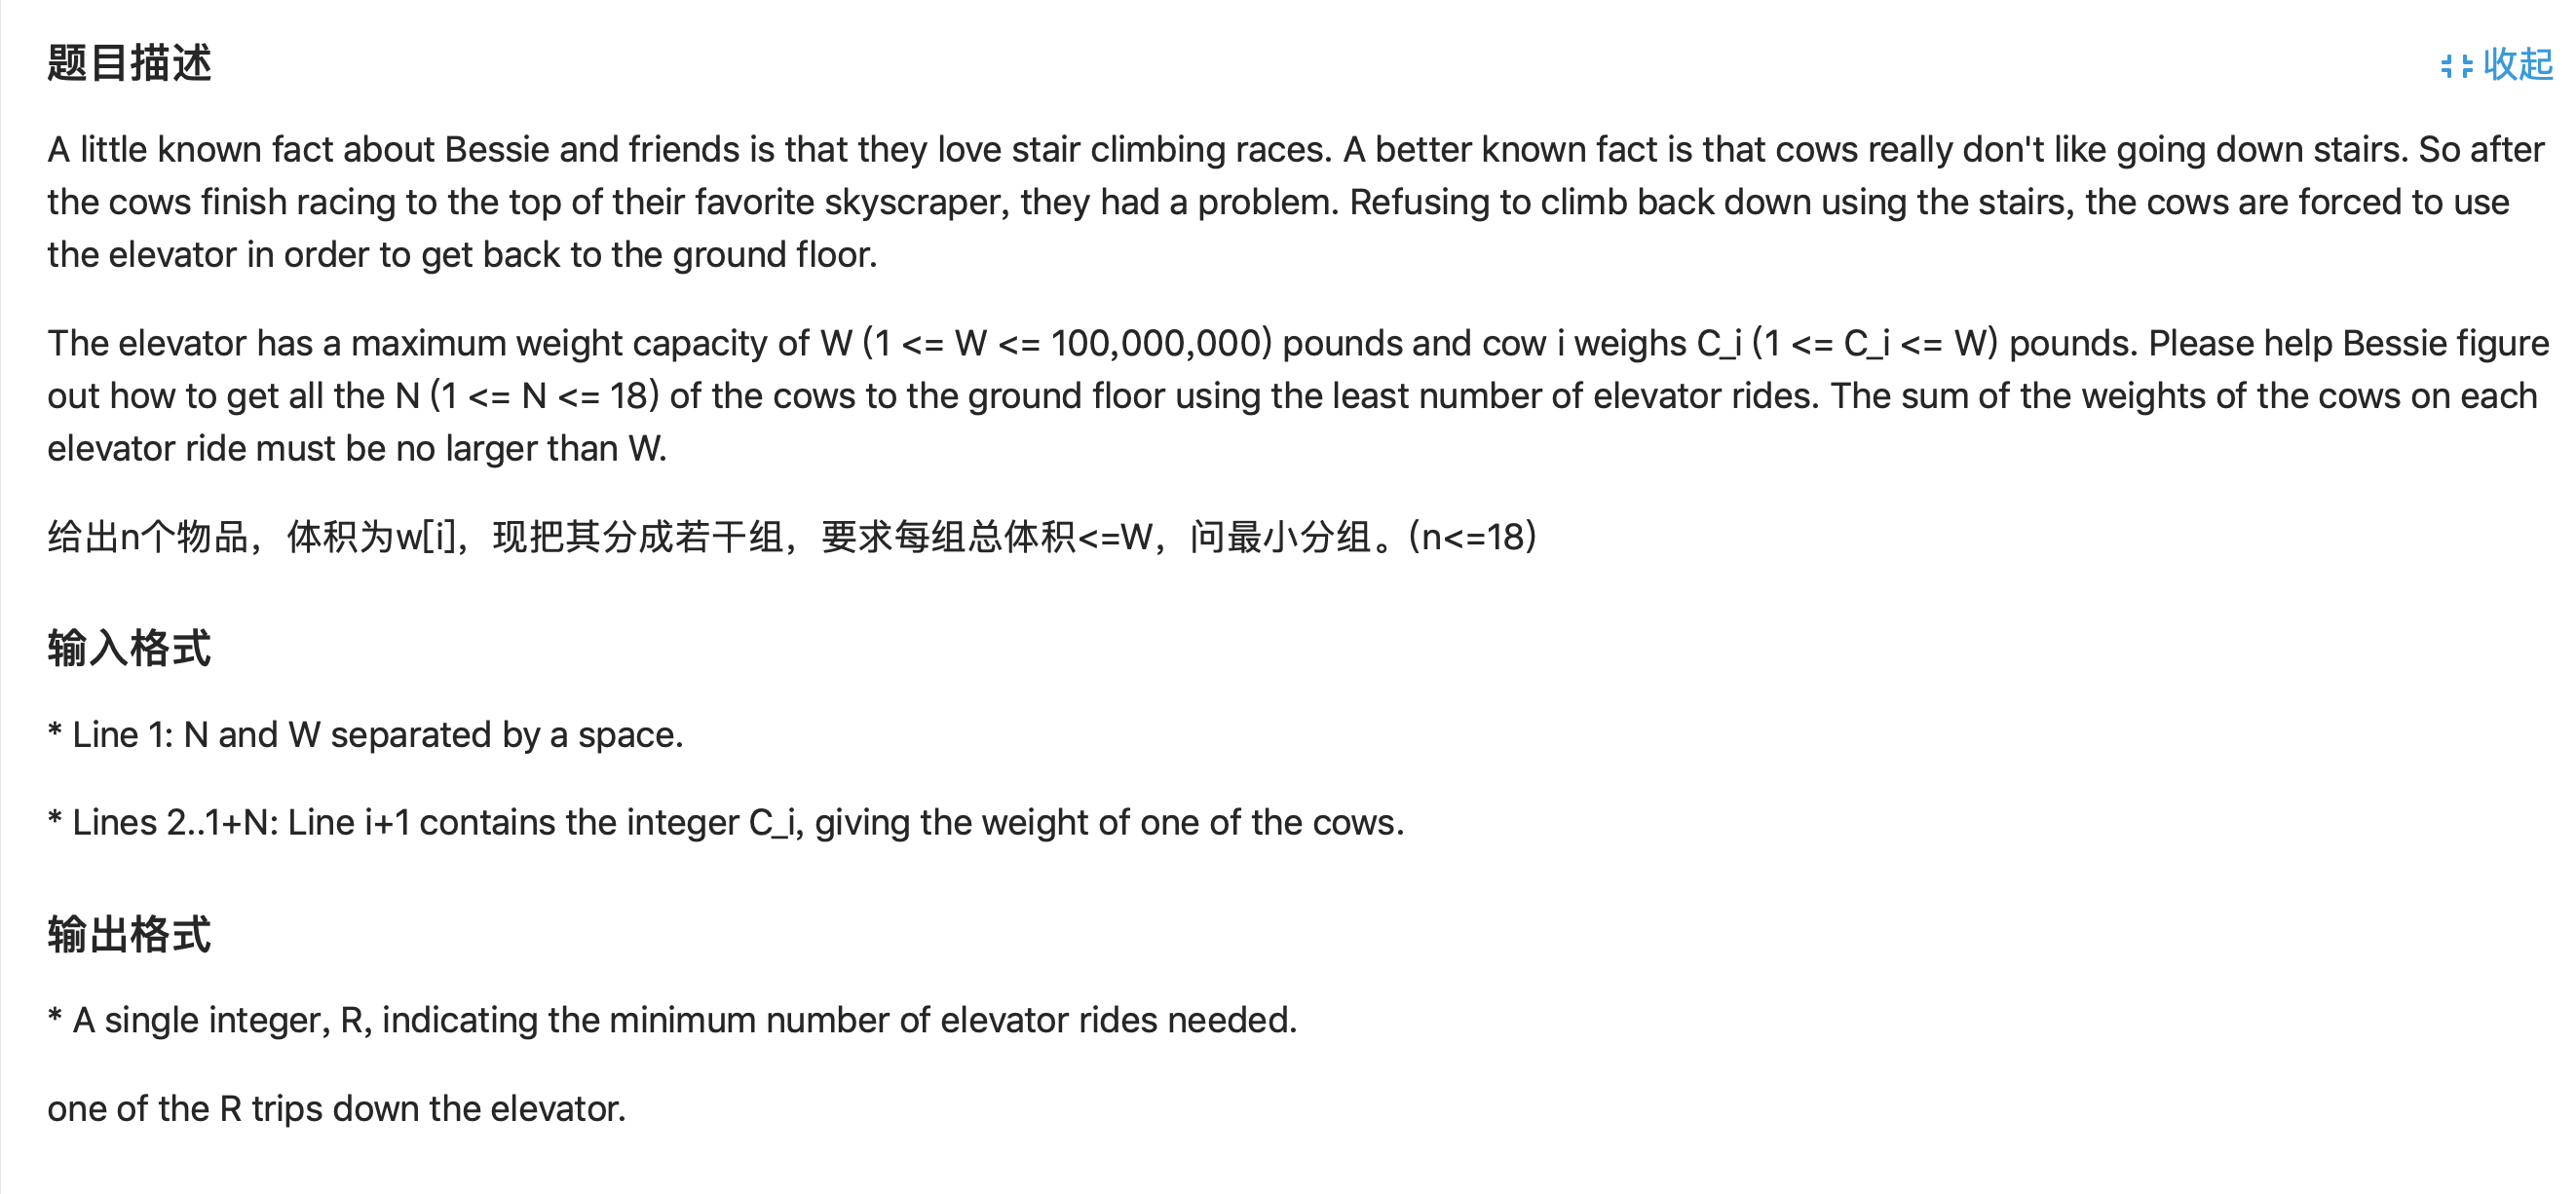 题目描述
收起
A little known fact about Bessie and friends is that they love stair climbing races. A better known fact is that cows really don't like going down stairs. So after
the cows finish racing to the top of their favorite skyscraper, they had a problem. Refusing to climb back down using the stairs, the cows are forced to use
the elevator in order to get back to the ground floor.
The elevator has a maximum weight capacity of W (1 <= W <= 100,000,000) pounds and cow i weighs C_i (1 <= C_i <= W) pounds. Please help Bessie figure
out how to get all the N (1 <= N <= 18) of the cows to the ground floor using the least number of elevator rides. The sum of the weights of the cows on each
elevator ride must be no larger than W.
给出n个物品，体积为w[i]，现把其分成若干组，要求每组总体积<=W，问最小分组。(n<=18)
输入格式
* Line 1: N and W separated by a space.
* Lines 2..1+N: Line i+1 contains the integer C_i, giving the weight of one of the cows.
输出格式
* A single integer, R, indicating the minimum number of elevator rides needed.
one of the R trips down the elevator.